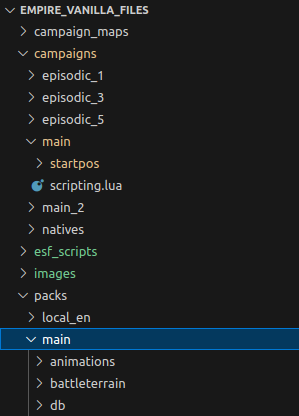 EMPIRE_VANILLA_FILES
campaign_maps
campaigns
episodic_1
episodic_3
episodic_5
main
startpos
scripting.lua
main_2
natives
esf_scripts
images
packs
local_en
main
animations
battleterrain
db